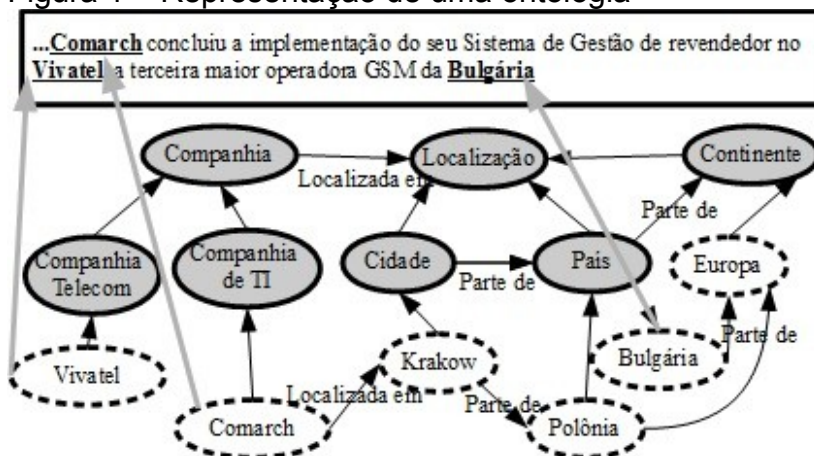 Figura 4 – Representação de uma ontologia
...Comarch concluiu a implementação do seu Sistema de Gestão de revendedor no
Vivatel a terceira maior operadora GSM da Bulgária
Companhia
Localizada em
Localização
Continente
Parte de
Companhia
Telecom
Companhia
de TI
Cidade
Parte de
Pais
Europa
Vivatel
Krakow
Bulgária
Parte de
Localizada em
Comarch
Parte de
Polônia